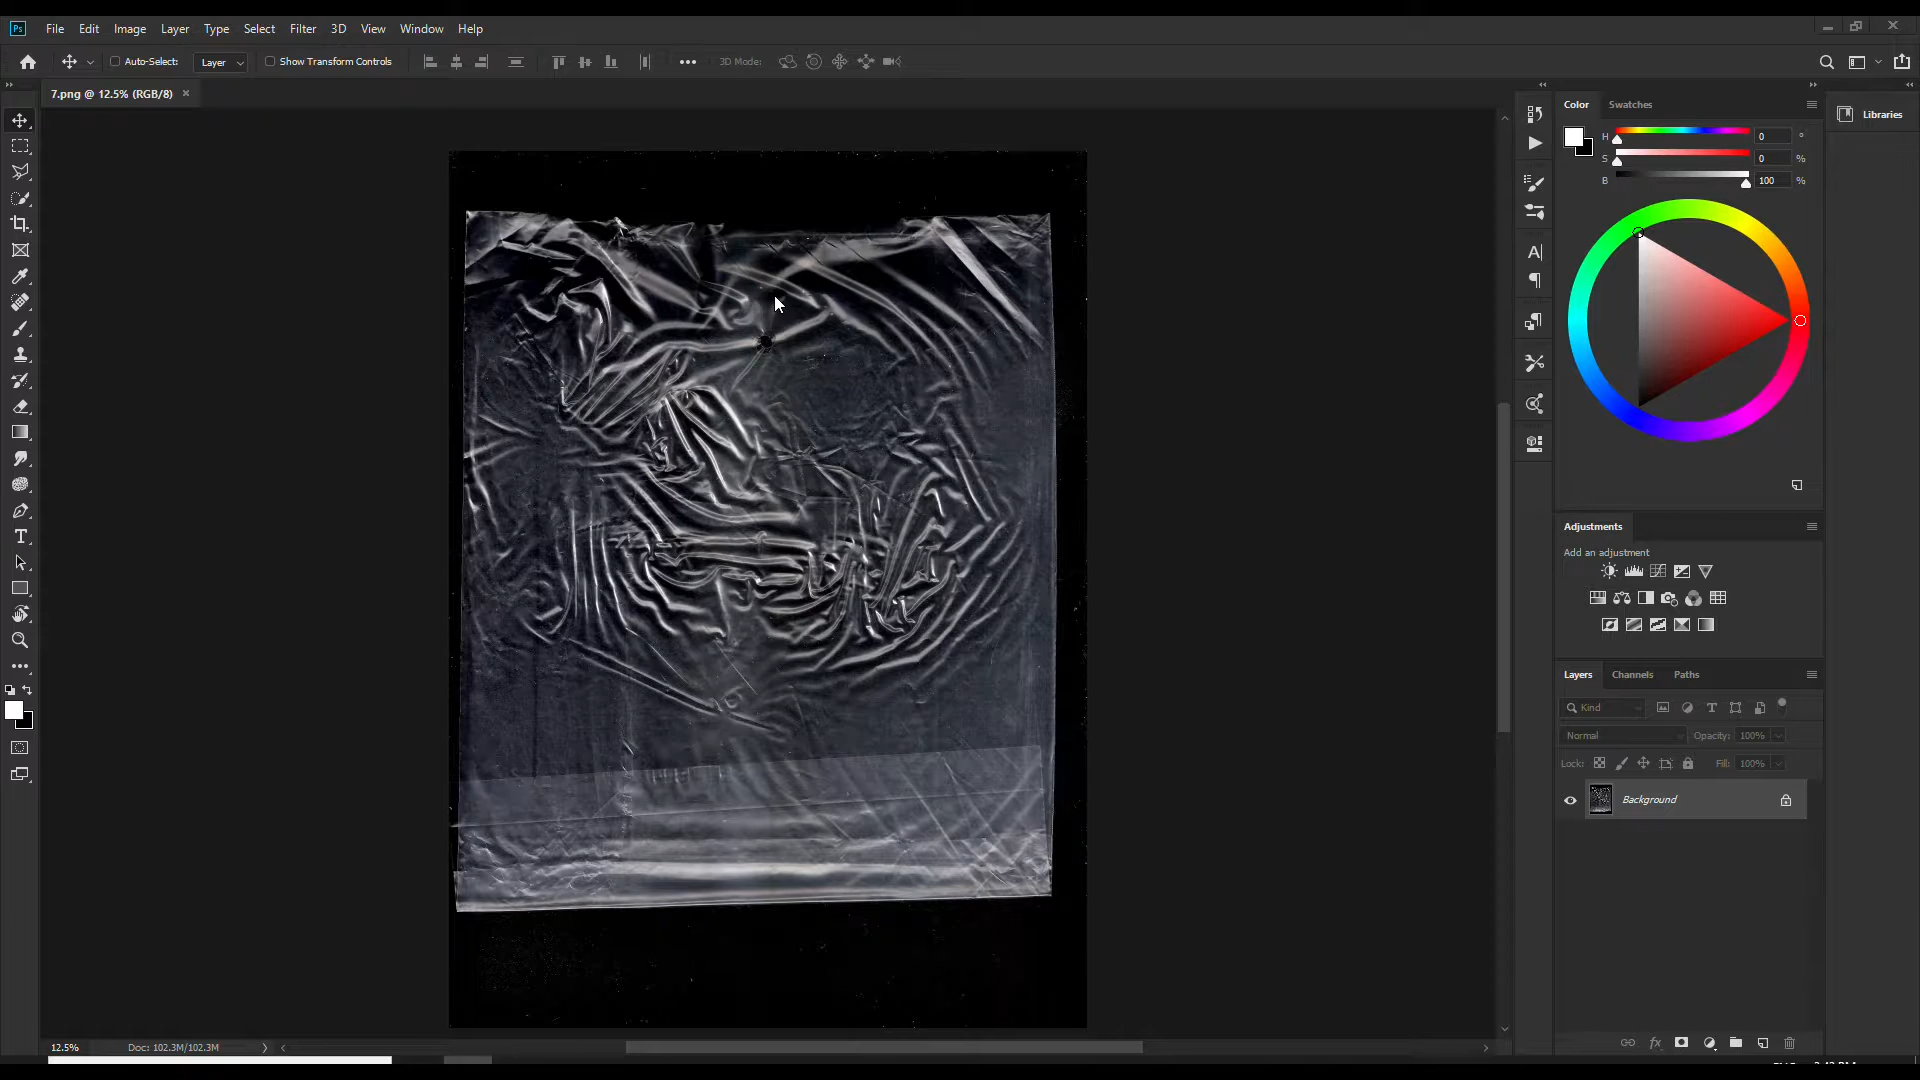 Ps File Edit Image Layer Type Select Filter 3D View Window Help
Auto-Select: Layer Show Transform Controls 3D Mode:
7.png @ 12.5% (RGB/8)
Color Swatches
Libraries
H 0 °
S 0 %
B 100 %
Adjustments
Add an adjustment
Layers Channels Paths
Kind
Normal Opacity: 100%
Lock: Fill: 100%
Background
12.5% Doc: 102.3M/102.3M